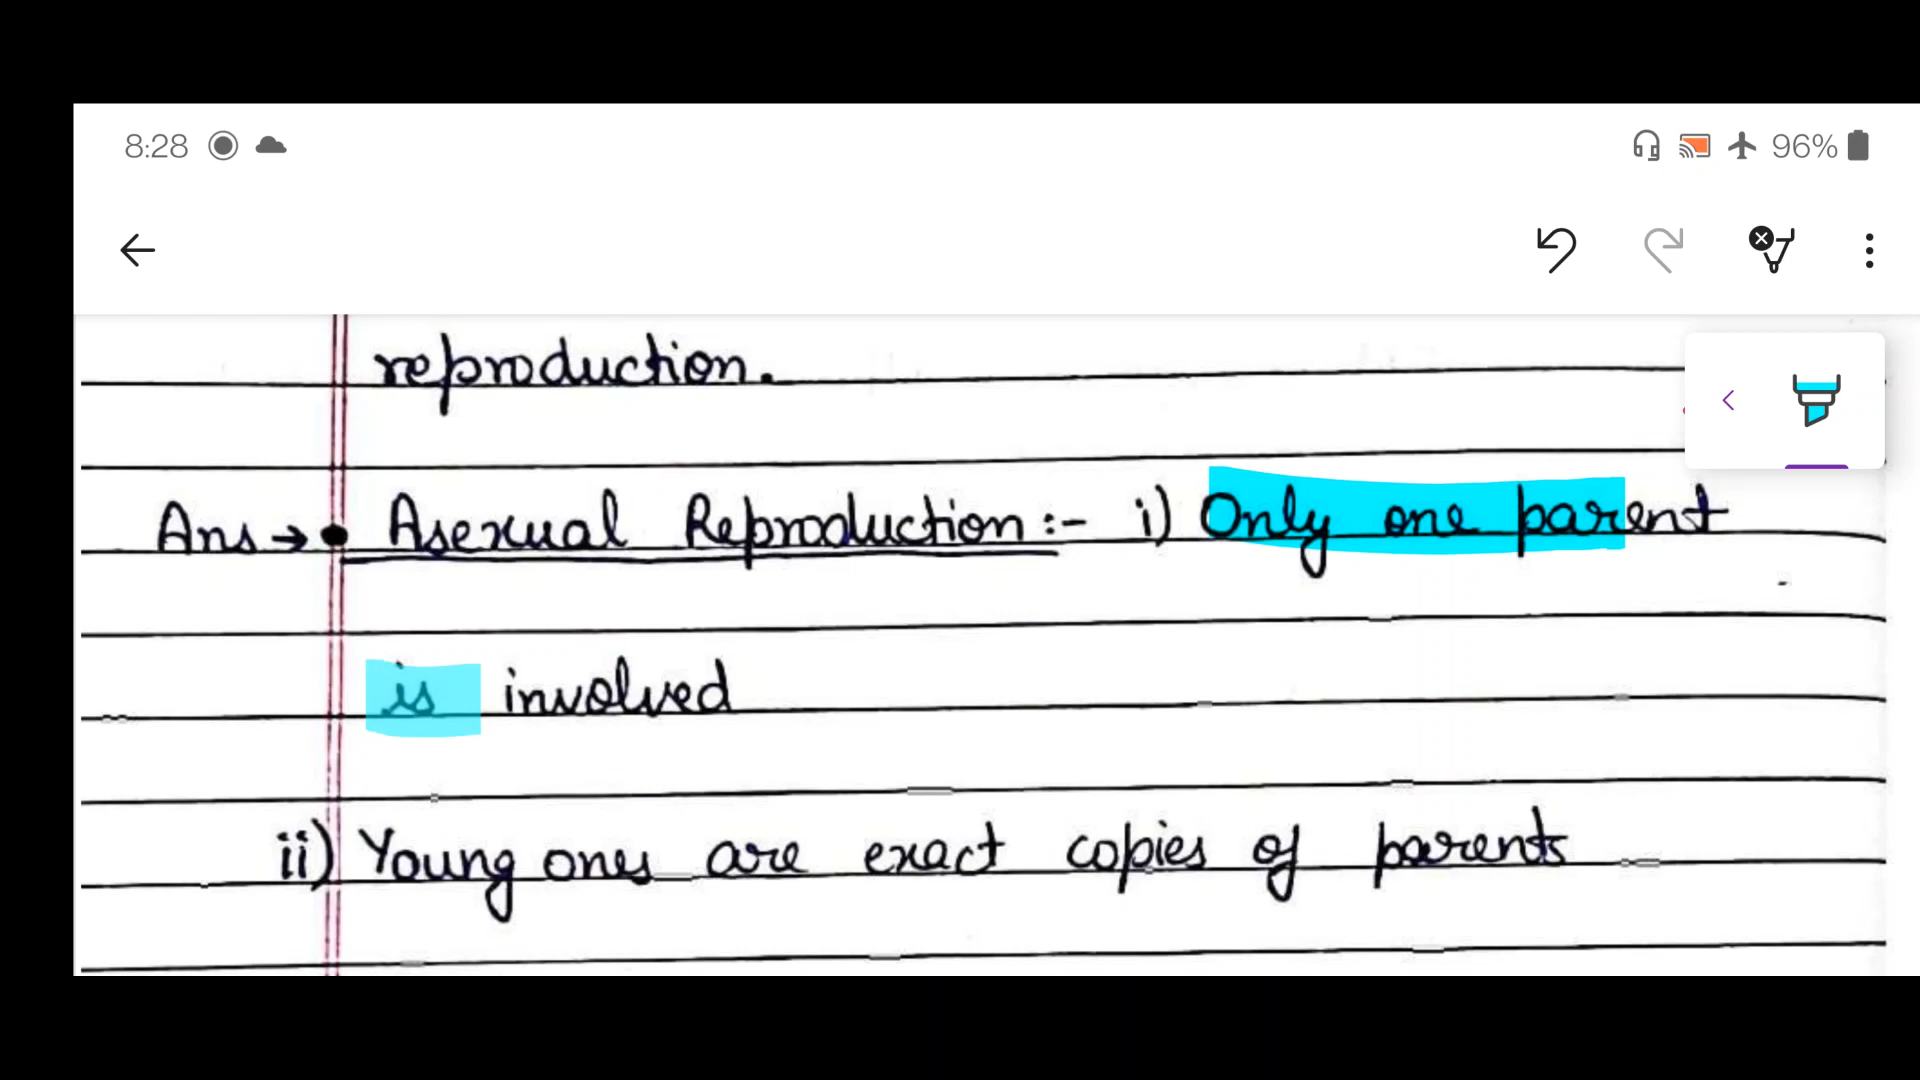 8:28 96%
reproduction.
Ans → • Asexual Reproduction :- i) Only one parent
is involved
ii) Young ones are exact copies of parents